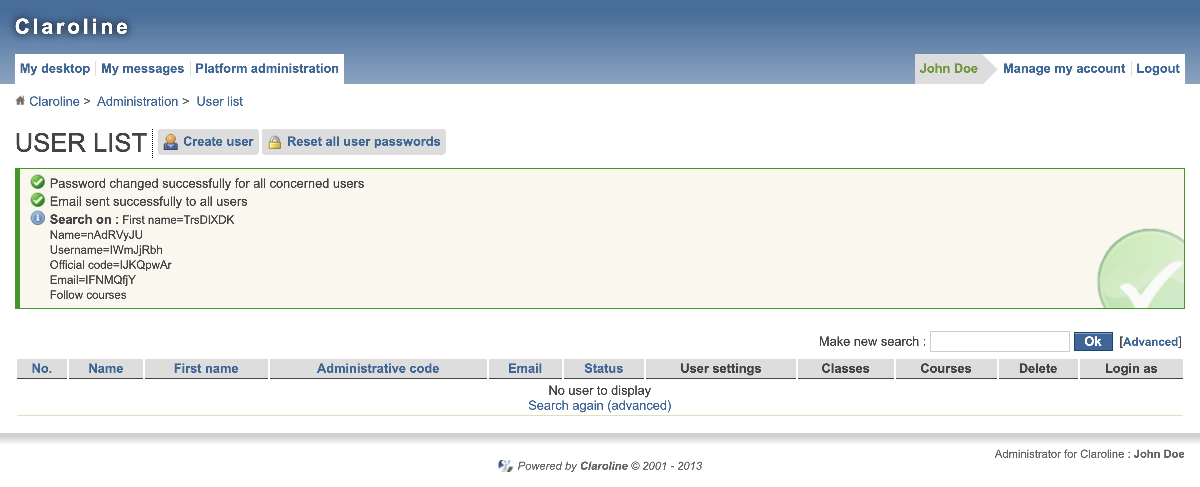 Claroline
My desktop My messages Platform administration
John Doe Manage my account Logout
Claroline > Administration > User list
USER LIST Create user Reset all user passwords
Password changed successfully for all concerned users
Email sent successfully to all users
Search on : First name=TrsDlXDK
Name=nAdRVyJU
Username=IWmJjRbh
Official code=IJKQpwAr
Email=IFNMQfjY
Follow courses
Make new search : Ok [Advanced]
No. Name First name Administrative code Email Status User settings Classes Courses Delete Login as
No user to display
Search again (advanced)
Administrator for Claroline : John Doe
Powered by Claroline © 2001 - 2013